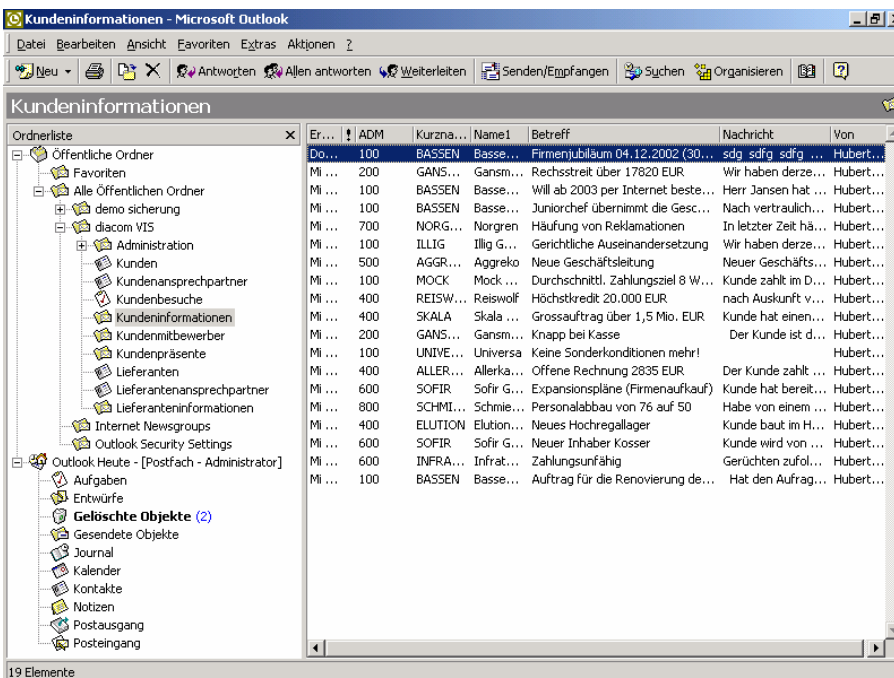 Kundeninformationen - Microsoft Outlook
Datei Bearbeiten Ansicht Favoriten Extras Aktionen ?
Neu Antworten Allen antworten Weiterleiten Senden/Empfangen Suchen Organisieren
Kundeninformationen
Ordnerliste
Öffentliche Ordner
Favoriten
Alle Öffentlichen Ordner
demo sicherung
diacom VIS
Administration
Kunden
Kundenansprechpartner
Kundenbesuche
Kundeninformationen
Kundenmitbewerber
Kundenpräsente
Lieferanten
Lieferantenansprechpartner
Lieferanteninformationen
Internet Newsgroups
Outlook Security Settings
Outlook Heute - [Postfach - Administrator]
Aufgaben
Entwürfe
Gelöschte Objekte (2)
Gesendete Objekte
Journal
Kalender
Kontakte
Notizen
Postausgang
Posteingang
Er... ! ADM Kurzna... Name1 Betreff Nachricht Von
Do... 100 BASSEN Basse... Firmenjubiläum 04.12.2002 (30... sdg sdfg sdfg ... Hubert...
Mi ... 200 GANS... Gansm... Rechsstreit über 17820 EUR Wir haben derze... Hubert...
Mi ... 100 BASSEN Basse... Will ab 2003 per Internet beste... Herr Jansen hat ... Hubert...
Mi ... 100 BASSEN Basse... Juniorchef übernimmt die Gesc... Nach vertraulich... Hubert...
Mi ... 700 NORG... Norgren Häufung von Reklamationen In letzter Zeit hä... Hubert...
Mi ... 100 ILLIG Illig G... Gerichtliche Auseinandersetzung Wir haben derze... Hubert...
Mi ... 500 AGGR... Aggreko Neue Geschäftsleitung Neuer Geschäfts... Hubert...
Mi ... 100 MOCK Mock ... Durchschnittl. Zahlungsziel 8 W... Kunde zahlt im D... Hubert...
Mi ... 400 REISW... Reiswolf Höchstkredit 20.000 EUR nach Auskunft v... Hubert...
Mi ... 400 SKALA Skala ... Grossauftrag über 1,5 Mio. EUR Kunde hat einen... Hubert...
Mi ... 200 GANS... Gansm... Knapp bei Kasse Der Kunde ist d... Hubert...
Mi ... 100 UNIVE... Universa Keine Sonderkonditionen mehr! Hubert...
Mi ... 400 ALLER... Allerka... Offene Rechnung 2835 EUR Der Kunde zahlt ... Hubert...
Mi ... 600 SOFIR Sofir G... Expansionspläne (Firmenaufkauf) Kunde hat bereit... Hubert...
Mi ... 800 SCHMI... Schmie... Personalabbau von 76 auf 50 Habe von einem ... Hubert...
Mi ... 400 ELUTION Elution... Neues Hochregallager Kunde baut im H... Hubert...
Mi ... 600 SOFIR Sofir G... Neuer Inhaber Kosser Kunde wird von ... Hubert...
Mi ... 600 INFRA... Infrat... Zahlungsunfähig Gerüchten zufol... Hubert...
Mi ... 100 BASSEN Basse... Auftrag für die Renovierung de... Hat den Aufrag... Hubert...
19 Elemente